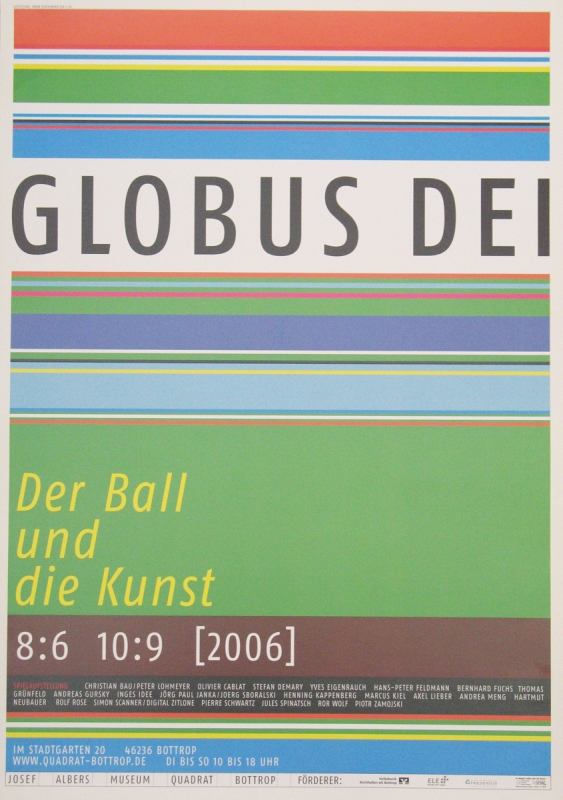 GLOBUS DEI
Der Ball
und
die Kunst
8:6 10:9 [2006]
SPIELAUFSTELLUNG CHRISTIAN BAU/PETER LOHMEYER OLIVIER CABLAT STEFAN DEMARY YVES EIGENRAUCH HANS-PETER FELDMANN BERNHARD FUCHS THOMAS
GRÜNFELD ANDREAS GURSKY INGES IDEE JÖRG PAUL JANKA/JOERG SBORALSKI HENNING KAPPENBERG MARCUS KIEL AXEL LIEBER ANDREA MENG HARTMUT
NEUBAUER ROLF ROSE SIMON SCANNER/DIGITAL ZITLONE PIERRE SCHWARTZ JULES SPINATSCH ROR WOLF PIOTR ZAMOJSKI
IM STADTGARTEN 20 46236 BOTTROP
WWW.QUADRAT-BOTTROP.DE DI BIS SO 10 BIS 18 UHR
JOSEF ALBERS MUSEUM QUADRAT BOTTROP FÖRDERER: ELE